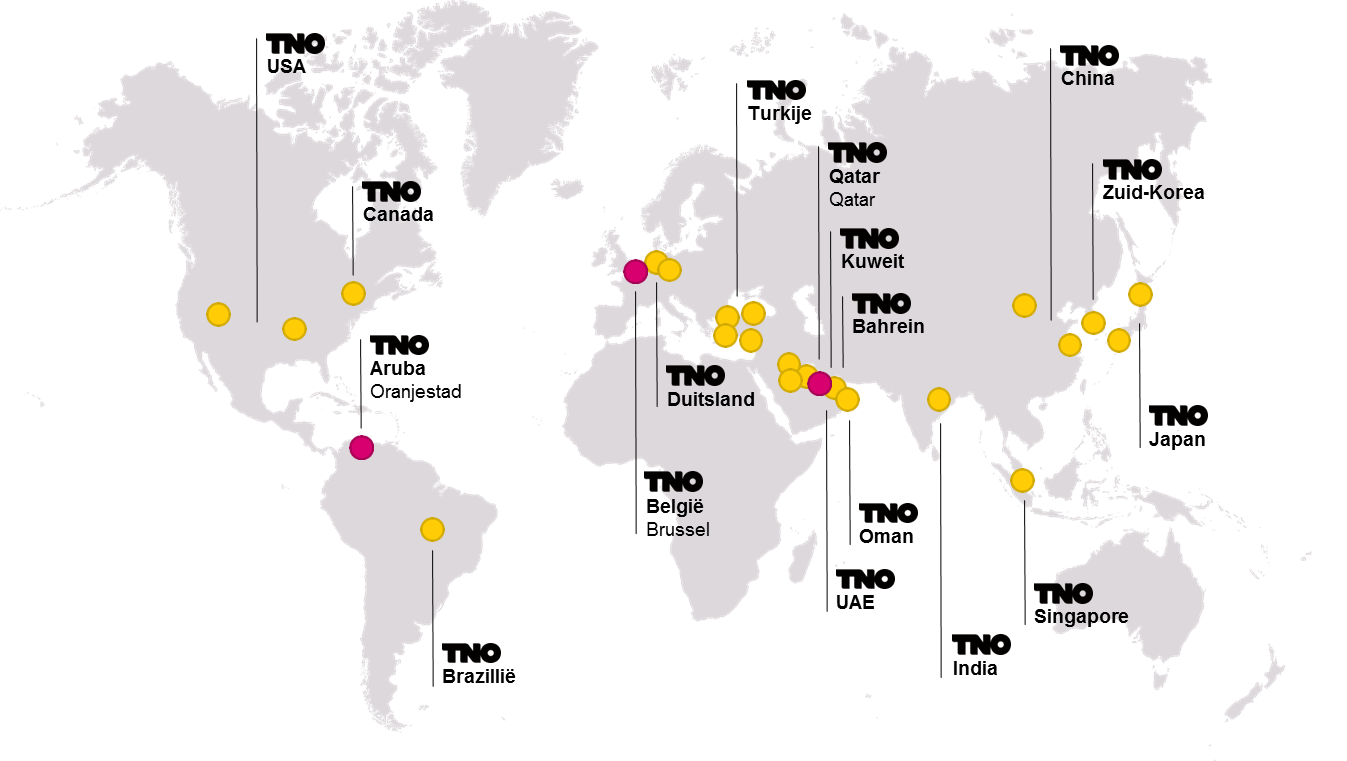 TNO
USA
TNO
Canada
TNO
Aruba
Oranjestad
TNO
Brazillië
TNO
Turkije
TNO
Qatar
Qatar
TNO
Kuweit
TNO
Bahrein
TNO
Duitsland
TNO
België
Brussel
TNO
Oman
TNO
UAE
TNO
China
TNO
Zuid-Korea
TNO
Japan
TNO
Singapore
TNO
India